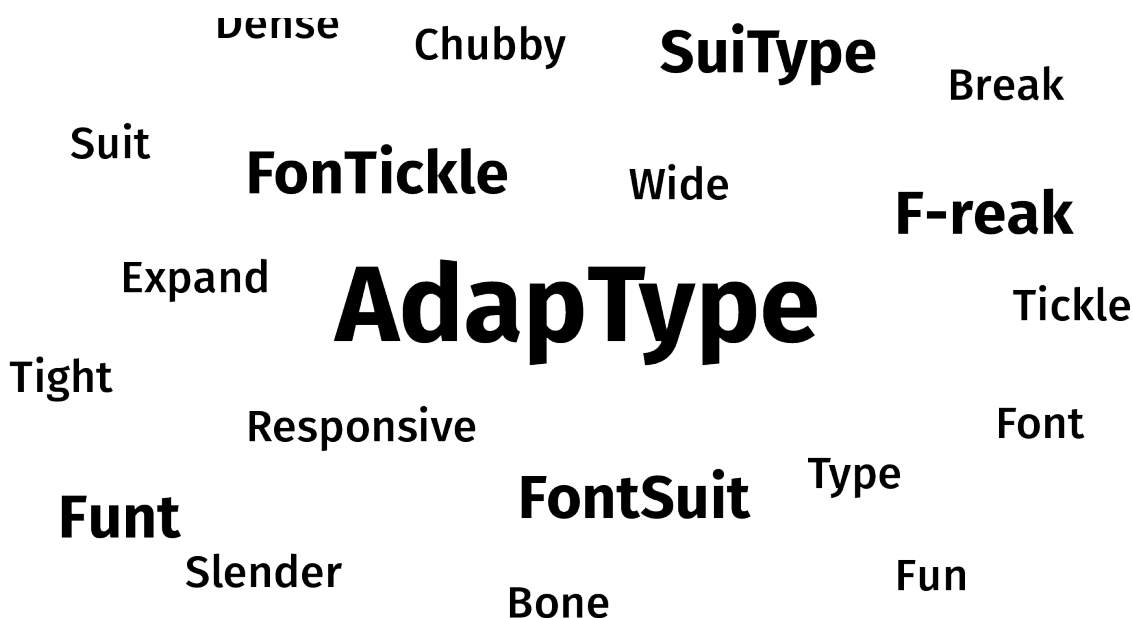 Dense
Chubby
SuiType
Break
Suit
FonTickle
Wide
F-reak
Expand
AdapType
Tickle
Tight
Responsive
Font
Type
FontSuit
Funt
Slender
Fun
Bone